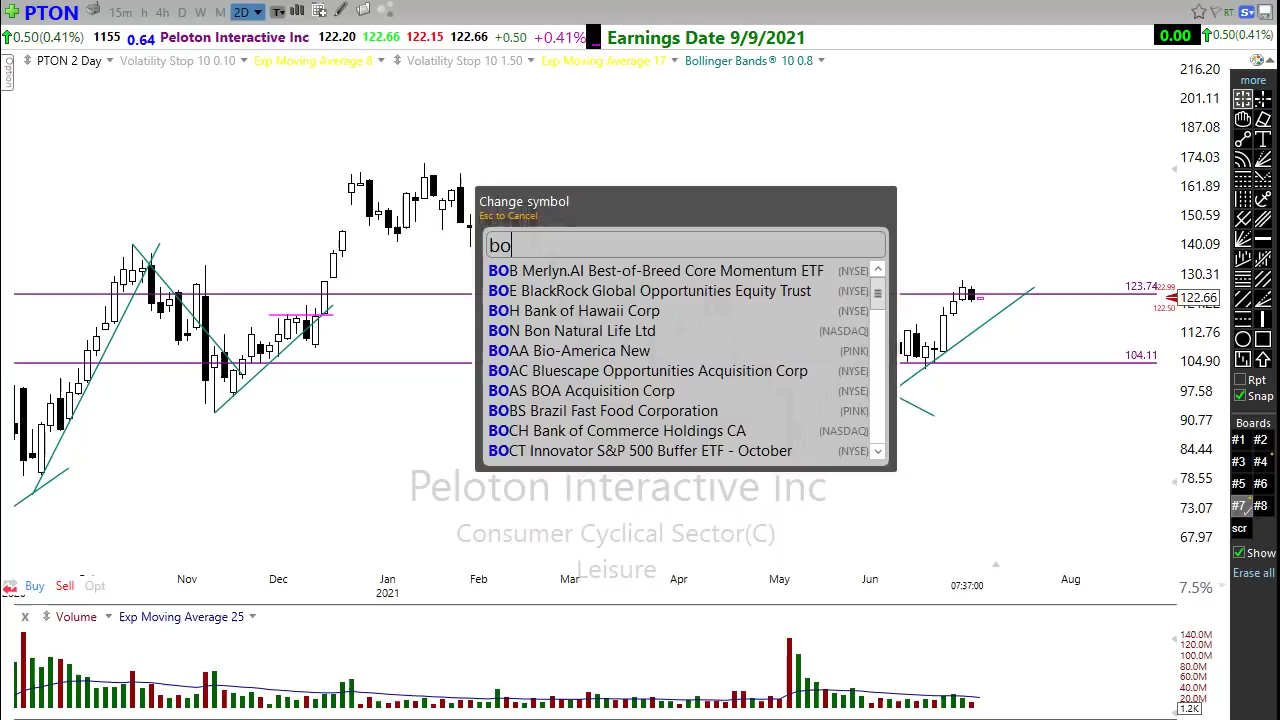 PTON 15m h 4h D W M 2D T RT S
0.50(0.41%) 1155 0.64 Peloton Interactive Inc 122.20 122.66 122.15 122.66 +0.50 +0.41% Earnings Date 9/9/2021 0.00 0.50(0.41%)
Option
PTON 2 Day Volatility Stop 10 0.10 Exp Moving Average 8 Volatility Stop 10 1.50 Exp Moving Average 17 Bollinger Bands® 10 0.8
216.20
201.11
187.08
174.03
161.89
150.59
140.09
130.31
123.74
122.99
122.66
122.50
112.76
104.11
104.90
97.58
90.77
84.44
78.55
73.07
67.97
7.5%
more
Rpt
Snap
Boards
#1 #2
#3 #4
#5 #6
#7 #8
scr
Show
Erase all
Change symbol
Esc to Cancel
bo
BOB Merlyn.AI Best-of-Breed Core Momentum ETF (NYSE)
BOE BlackRock Global Opportunities Equity Trust (NYSE)
BOH Bank of Hawaii Corp (NYSE)
BON Bon Natural Life Ltd (NASDAQ)
BOAA Bio-America New (PINK)
BOAC Bluescape Opportunities Acquisition Corp (NYSE)
BOAS BOA Acquisition Corp (NYSE)
BOBS Brazil Fast Food Corporation (PINK)
BOCH Bank of Commerce Holdings CA (NASDAQ)
BOCT Innovator S&P 500 Buffer ETF - October (NYSE)
Peloton Interactive Inc
Consumer Cyclical Sector(C)
Leisure
Nov Dec Jan Feb Mar Apr May Jun Aug
2021 07:37:00
Buy Sell Opt
x Volume Exp Moving Average 25
140.0M
120.0M
100.0M
80.0M
60.0M
40.0M
20.0M
1.2K